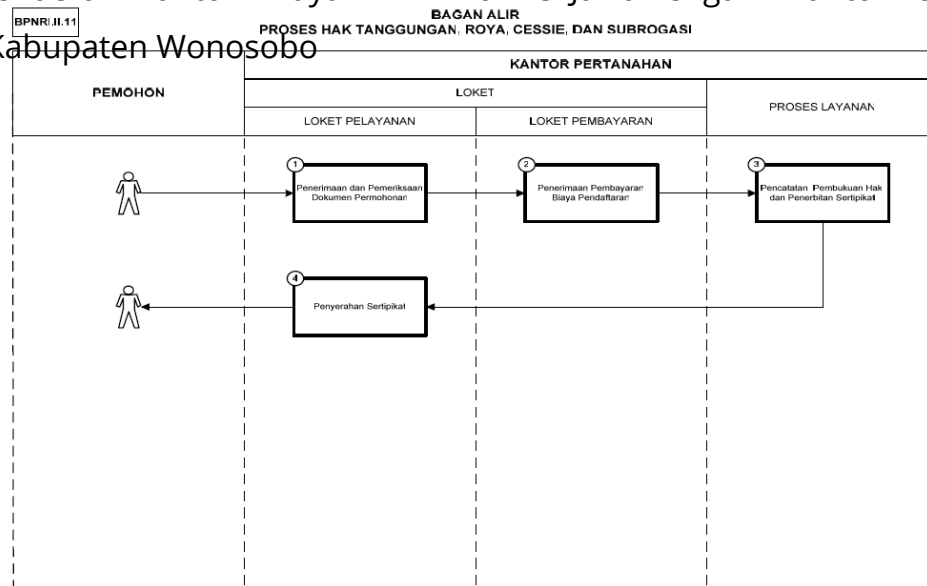 BPNRI.II.11
BAGAN ALIR
PROSES HAK TANGGUNGAN, ROYA, CESSIE, DAN SUBROGASI
Kabupaten Wonosobo
PEMOHON
KANTOR PERTANAHAN
LOKET
PROSES LAYANAN
LOKET PELAYANAN
LOKET PEMBAYARAN
1
Penerimaan dan Pemeriksaan
Dokumen Permohonan
2
Penerimaan Pembayaran
Biaya Pendaftaran
3
Pencatatan Pembukuan Hak
dan Penerbitan Sertipikat
4
Penyerahan Sertipikat